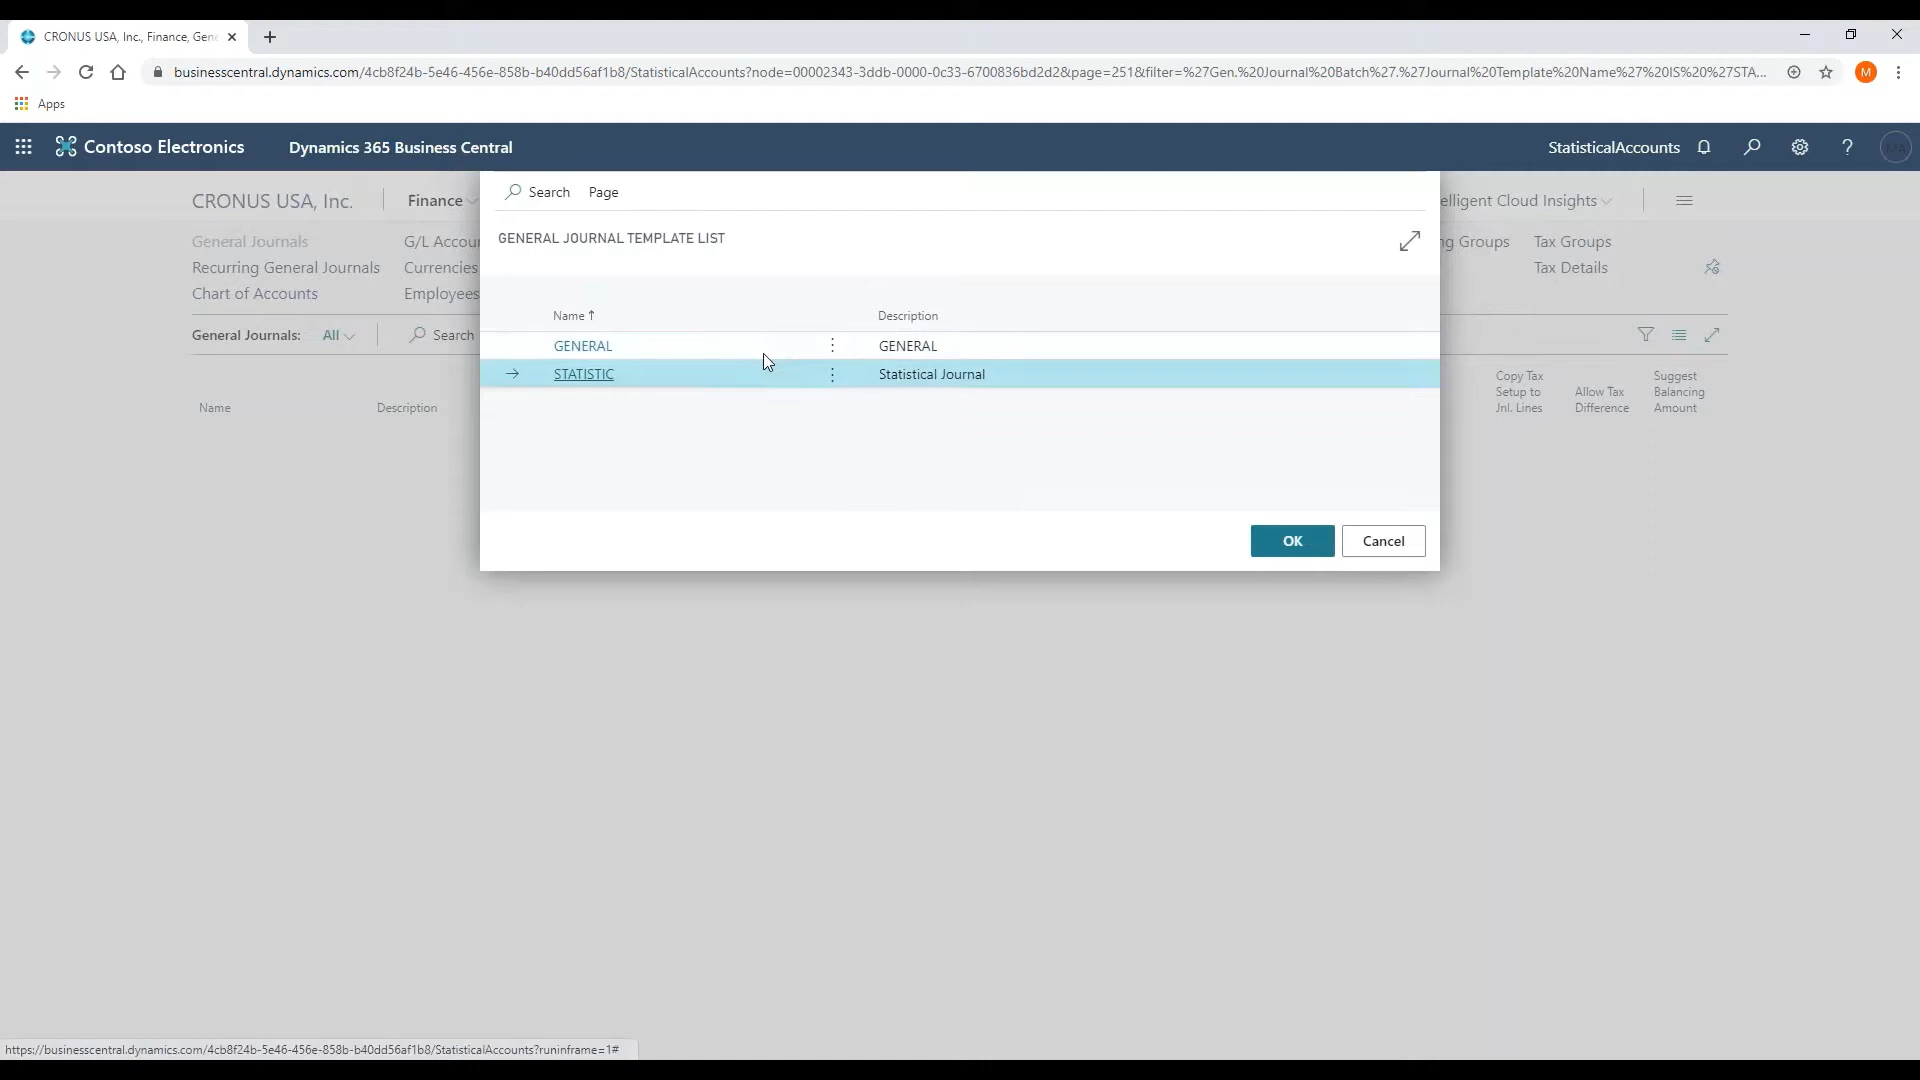 CRONUS USA, Inc., Finance, Gene
businesscentral.dynamics.com/4cb8f24b-5e46-456e-858b-b40dd56af1b8/StatisticalAccounts?node=00002343-3ddb-0000-0c33-6700836bd2d2&page=251&filter=%27Gen.%20Journal%20Batch%27.%27Journal%20Template%20Name%27%20IS%20%27STA...
M
Apps
Contoso Electronics
Dynamics 365 Business Central
StatisticalAccounts
?
MA
CRONUS USA, Inc.
Finance
elligent Cloud Insights
Search
Page
GENERAL JOURNAL TEMPLATE LIST
General Journals
G/L Accou
ng Groups
Tax Groups
Recurring General Journals
Currencies
Tax Details
Chart of Accounts
Employees
General Journals:
All
Search
Name
Description
GENERAL
GENERAL
STATISTIC
Statistical Journal
Name
Description
Copy Tax
Setup to
Jnl. Lines
Allow Tax
Difference
Suggest
Balancing
Amount
OK
Cancel
https://businesscentral.dynamics.com/4cb8f24b-5e46-456e-858b-b40dd56af1b8/StatisticalAccounts?runinframe=1#